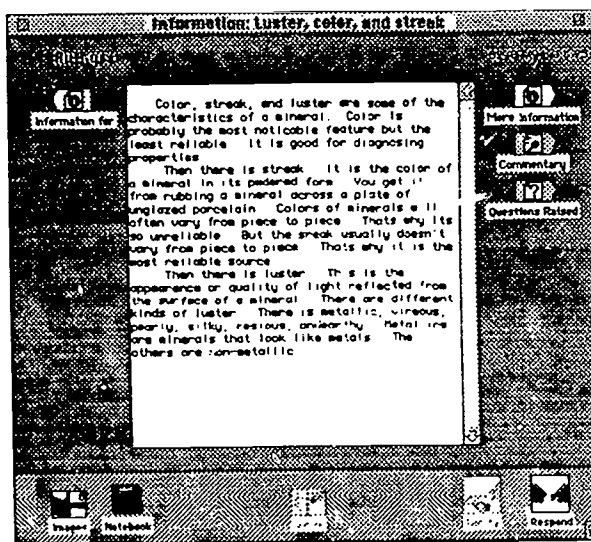 Information: Luster, color, and streak
Information for
More Information
Commentary
Questions Raised
Color, streak, and luster are some of the
characteristics of a mineral. Color is
probably the most noticable feature but the
least reliable It is good for diagnosing
properties
Then there is streak It is the color of
a mineral in its powdered form You get it
from rubbing a mineral across a plate of
unglazed porcelain Colors of minerals will
often vary from piece to piece Thats why its
so unreliable But the sreak usually doesn't
vary from piece to piece Thats why it is the
most reilable source
Then there is luster This is the
appearance or quality of light reflected from
the surface of a mineral There are different
kinds of luster There is metallic, vireous,
pearly, silky, resious, an earthy
are minerals that look like metals The
others are non-metallic
Images
Notebook
Respond